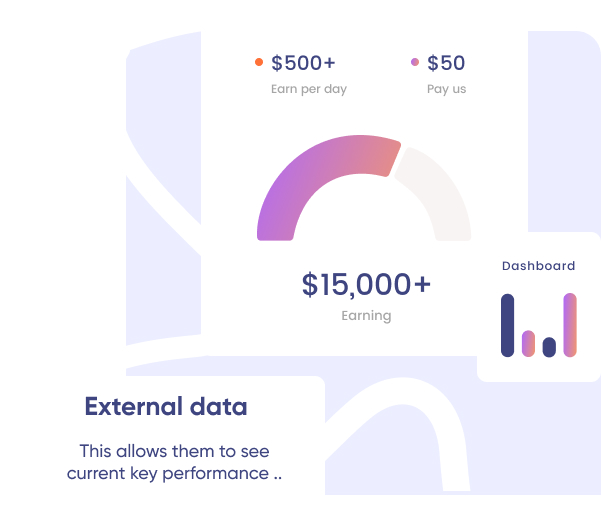 $500+
Earn per day
$50
Pay us
$15,000+
Earning
Dashboard
External data
This allows them to see
current key performance ..